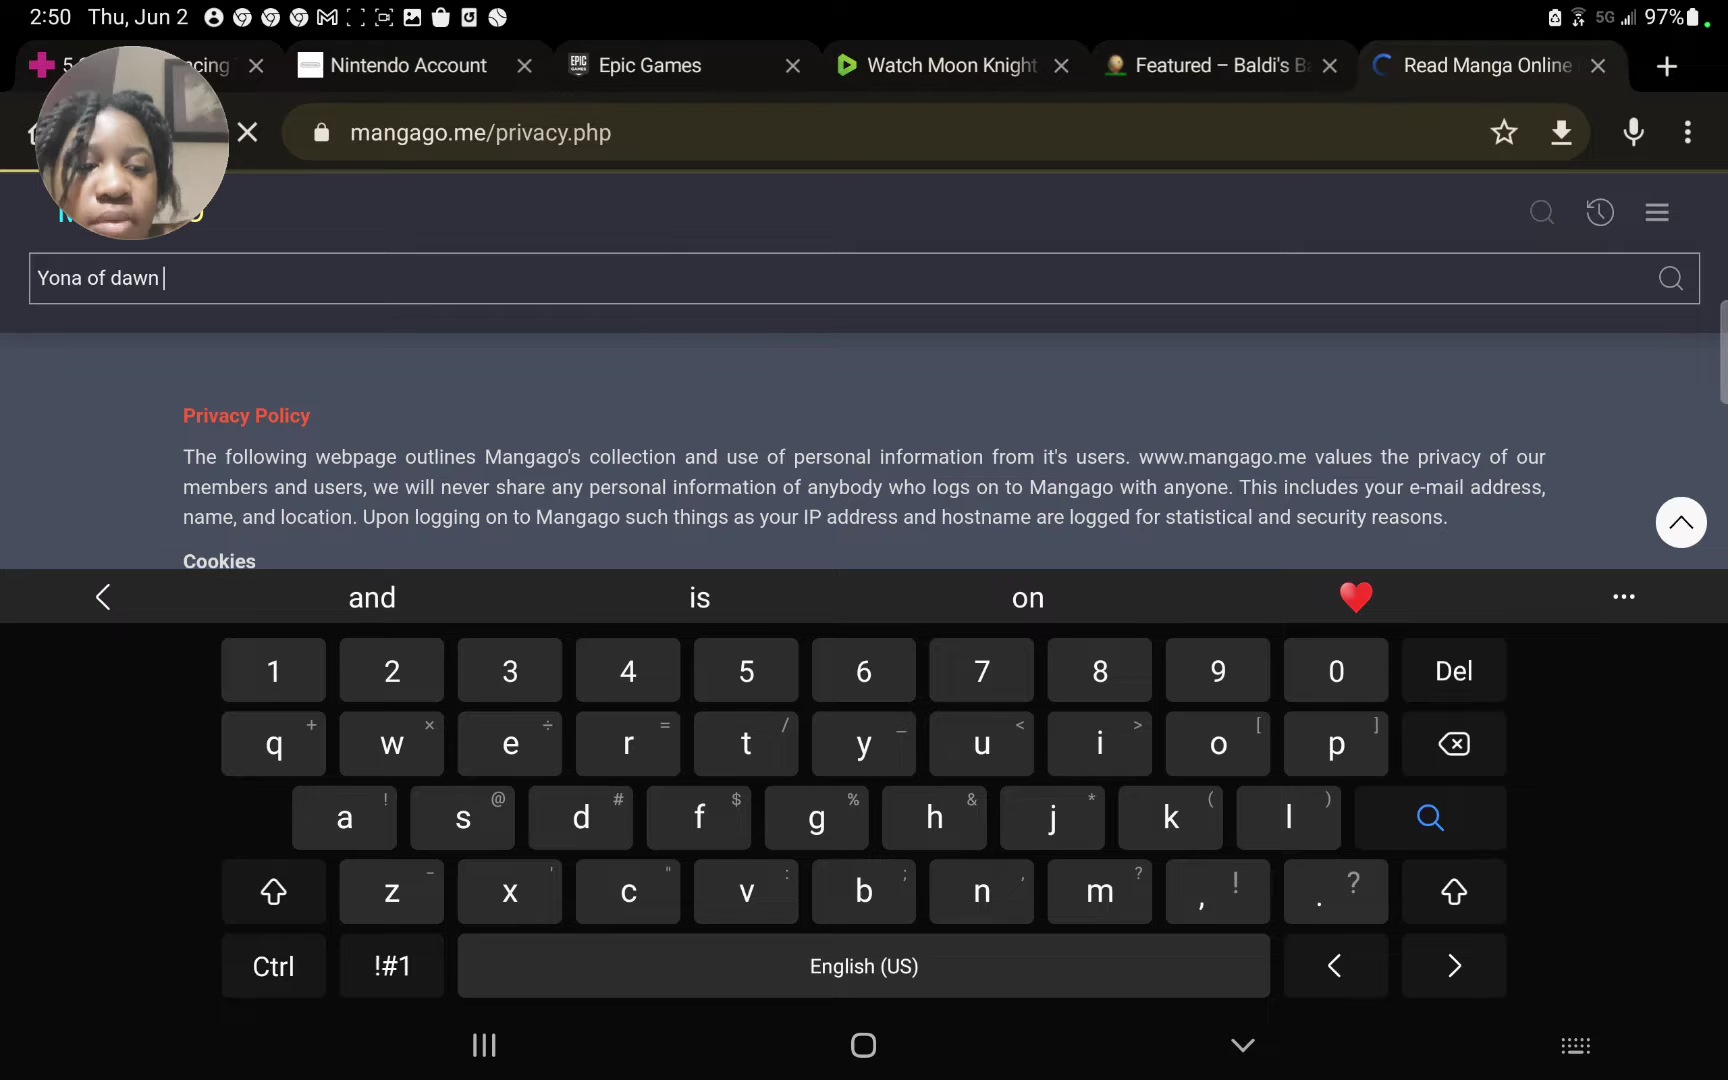 2:50 Thu, Jun 2
5G 97%
Nintendo Account
Epic Games
Watch Moon Knight
Featured – Baldi's Ba
Read Manga Online
mangago.me/privacy.php
Yona of dawn
Privacy Policy
The following webpage outlines Mangago's collection and use of personal information from it's users. www.mangago.me values the privacy of our
members and users, we will never share any personal information of anybody who logs on to Mangago with anyone. This includes your e-mail address,
name, and location. Upon logging on to Mangago such things as your IP address and hostname are logged for statistical and security reasons.
Cookies
and is on
1 2 3 4 5 6 7 8 9 0 Del
q + w × e ÷ r = t / y _ u < i > o [ p ]
a ! s @ d # f $ g % h & j * k ( l )
z - x ' c " v : b ; n , m ? , ! . ?
Ctrl !#1 English (US) < >